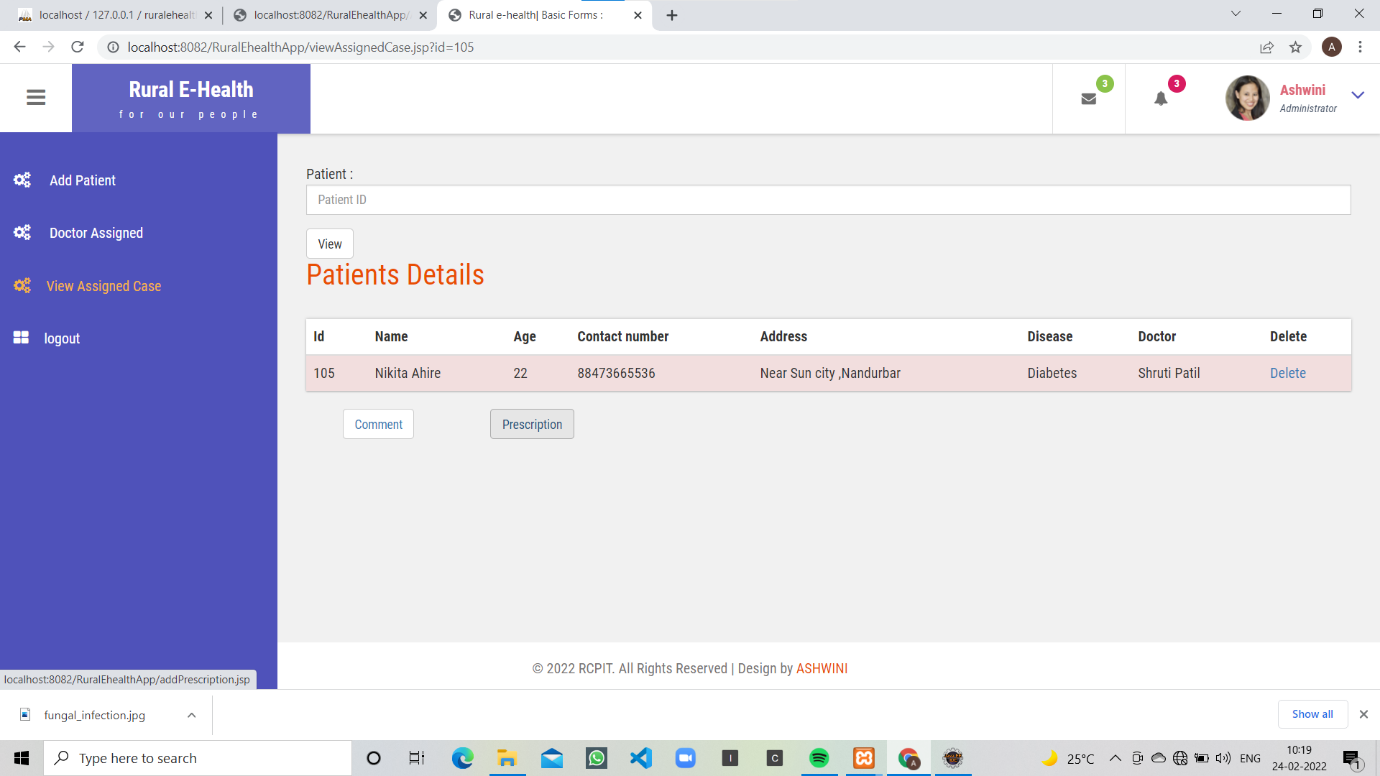 localhost / 127.0.0.1 / ruralehealt
localhost:8082/RuralEhealthApp/
Rural e-health| Basic Forms :
localhost:8082/RuralEhealthApp/viewAssignedCase.jsp?id=105
A
Rural E-Health
for our people
3
3
Ashwini
Administrator
Add Patient
Doctor Assigned
View Assigned Case
logout
Patient :
Patient ID
View
Patients Details
Id Name Age Contact number Address Disease Doctor Delete
105 Nikita Ahire 22 88473665536 Near Sun city ,Nandurbar Diabetes Shruti Patil Delete
Comment Prescription
© 2022 RCPIT. All Rights Reserved | Design by ASHWINI
localhost:8082/RuralEhealthApp/addPrescription.jsp
fungal_infection.jpg
Show all
Type here to search
I
C
A
25°C
ENG
10:19
24-02-2022
1